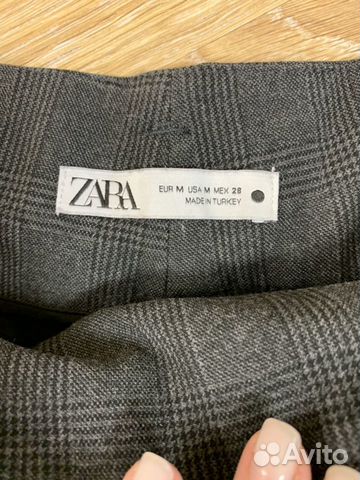 ZARA
EUR M USA M MEX 28
MADE IN TURKEY
Avito